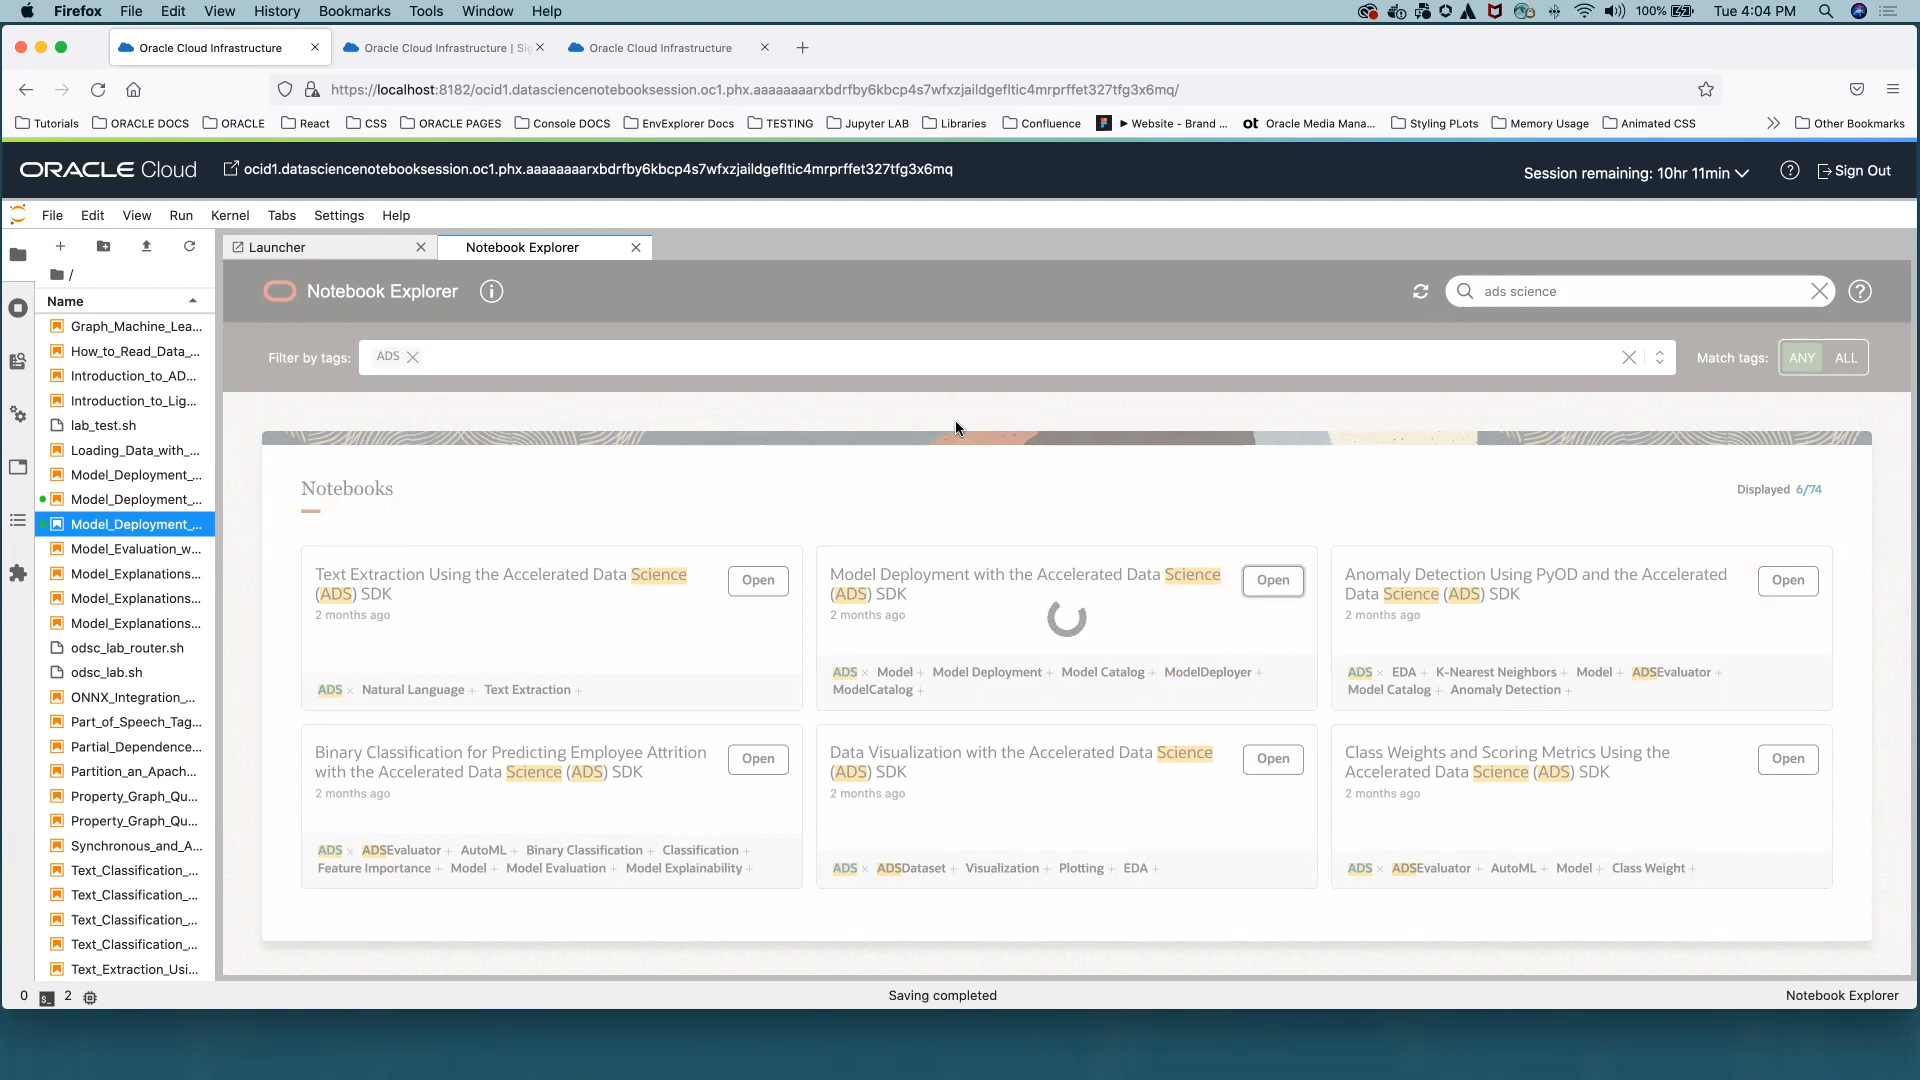 Firefox File Edit View History Bookmarks Tools Window Help 100% Tue 4:04 PM
Oracle Cloud Infrastructure Oracle Cloud Infrastructure | Sig Oracle Cloud Infrastructure
https://localhost:8182/ocid1.datasciencenotebooksession.oc1.phx.aaaaaaaarxbdrfby6kbcp4s7wfxzjaildgefltic4mrprffet327tfg3x6mq/
Tutorials ORACLE DOCS ORACLE React CSS ORACLE PAGES Console DOCS EnvExplorer Docs TESTING Jupyter LAB Libraries Confluence ► Website - Brand ... ot Oracle Media Mana... Styling PLots Memory Usage Animated CSS Other Bookmarks
ORACLE Cloud ocid1.datasciencenotebooksession.oc1.phx.aaaaaaaarxbdrfby6kbcp4s7wfxzjaildgefltic4mrprffet327tfg3x6mq Session remaining: 10hr 11min Sign Out
File Edit View Run Kernel Tabs Settings Help
Launcher Notebook Explorer
/
Name
Graph_Machine_Lea...
How_to_Read_Data_...
Introduction_to_AD...
Introduction_to_Lig...
lab_test.sh
Loading_Data_with_...
Model_Deployment_...
Model_Deployment_...
Model_Deployment_...
Model_Evaluation_w...
Model_Explanations...
Model_Explanations...
Model_Explanations...
odsc_lab_router.sh
odsc_lab.sh
ONNX_Integration_...
Part_of_Speech_Tag...
Partial_Dependence...
Partition_an_Apach...
Property_Graph_Qu...
Property_Graph_Qu...
Synchronous_and_A...
Text_Classification_...
Text_Classification_...
Text_Classification_...
Text_Classification_...
Text_Extraction_Usi...
Notebook Explorer ads science
Filter by tags: ADS Match tags: ANY ALL
Notebooks Displayed 6/74
Text Extraction Using the Accelerated Data Science
(ADS) SDK
Open
2 months ago
ADS × Natural Language + Text Extraction +
Model Deployment with the Accelerated Data Science
(ADS) SDK
Open
2 months ago
ADS × Model + Model Deployment + Model Catalog + ModelDeployer +
ModelCatalog +
Anomaly Detection Using PyOD and the Accelerated
Data Science (ADS) SDK
Open
2 months ago
ADS × EDA + K-Nearest Neighbors + Model + ADSEvaluator +
Model Catalog + Anomaly Detection +
Binary Classification for Predicting Employee Attrition
with the Accelerated Data Science (ADS) SDK
Open
2 months ago
ADS × ADSEvaluator + AutoML + Binary Classification + Classification +
Feature Importance + Model + Model Evaluation + Model Explainability +
Data Visualization with the Accelerated Data Science
(ADS) SDK
Open
2 months ago
ADS × ADSDataset + Visualization + Plotting + EDA +
Class Weights and Scoring Metrics Using the
Accelerated Data Science (ADS) SDK
Open
2 months ago
ADS × ADSEvaluator + AutoML + Model + Class Weight +
0 2 Saving completed Notebook Explorer